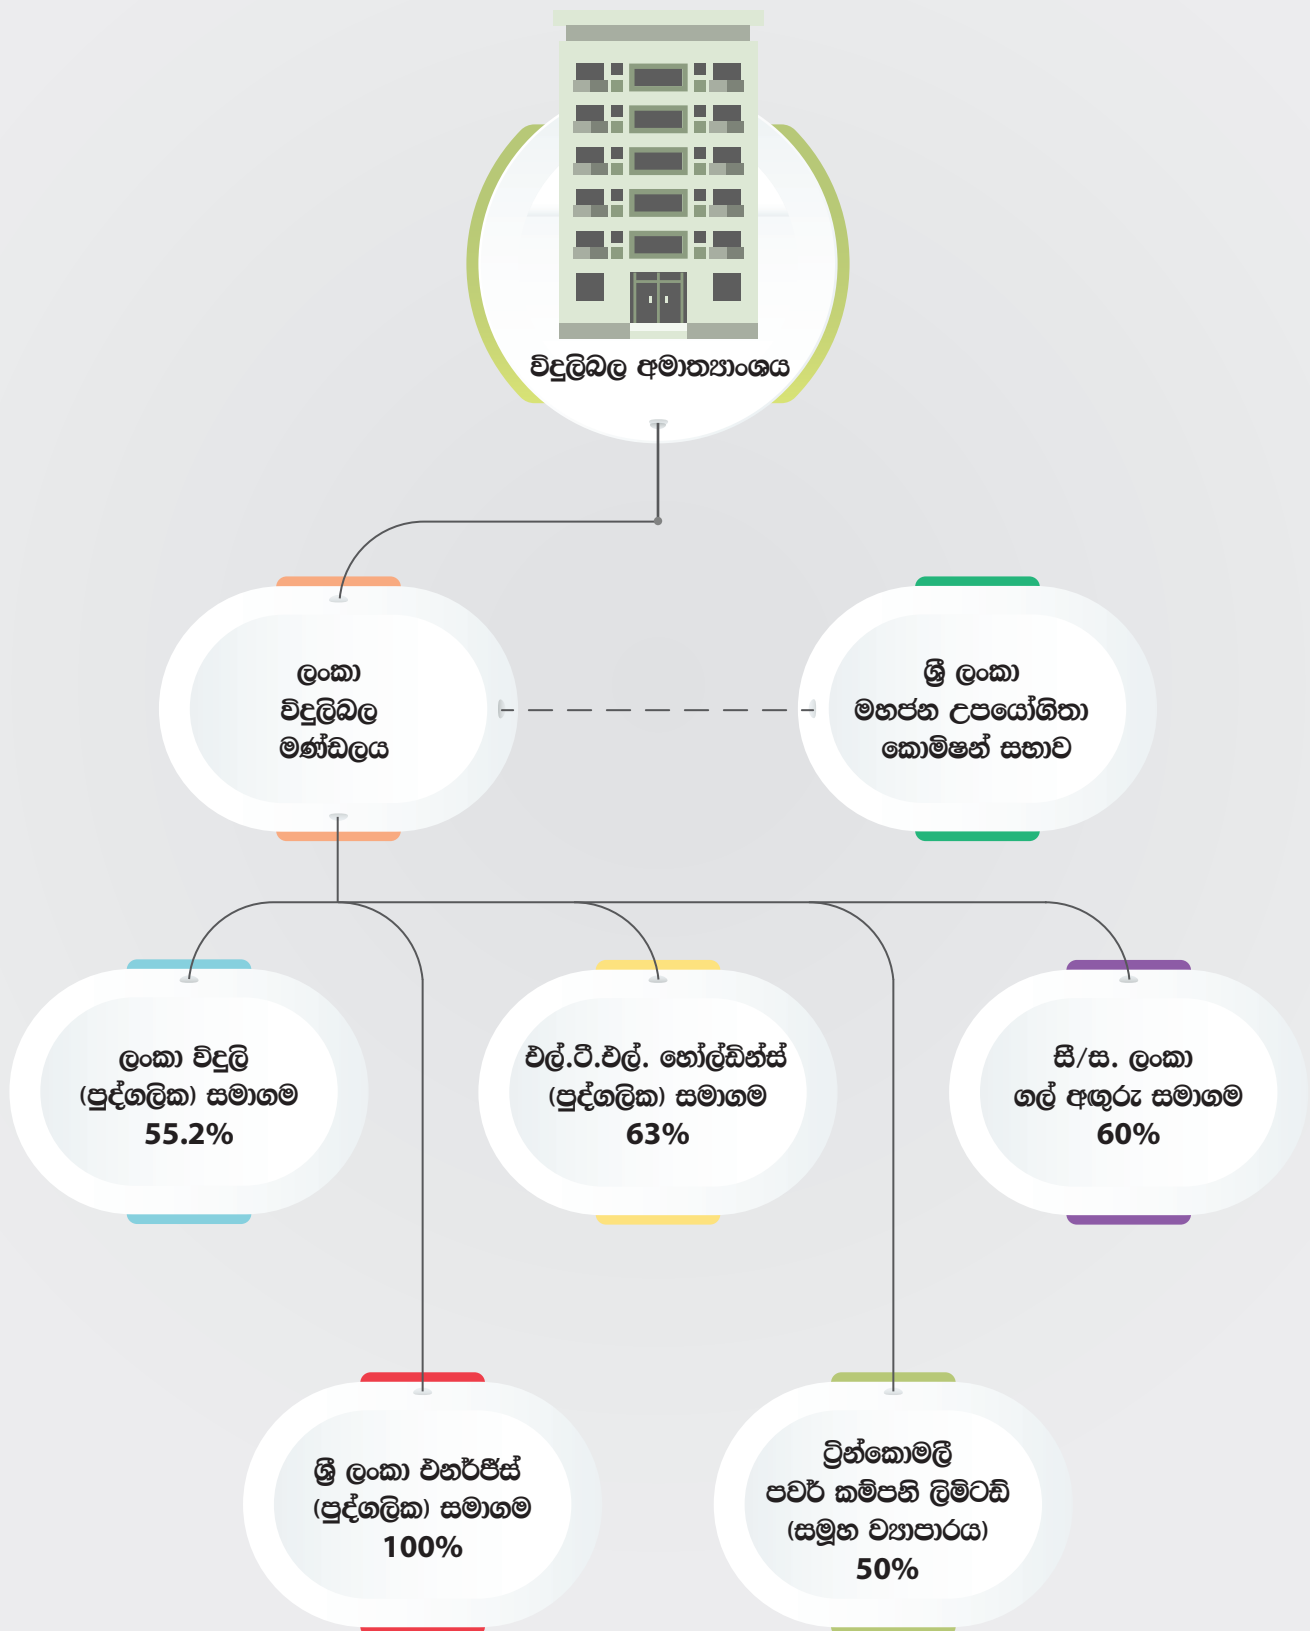 විදුලිබල අමාත්‍යාංශය
ලංකා
විදුලිබල
මණ්ඩලය
ශ්‍රී ලංකා
මහජන උපයෝගිතා
කොමිෂන් සභාව
ලංකා විදුලි
(පුද්ගලික) සමාගම
55.2%
එල්.ටී.එල්. හෝල්ඩින්ස්
(පුද්ගලික) සමාගම
63%
සී/ස. ලංකා
ගල් අඟුරු සමාගම
60%
ශ්‍රී ලංකා එනර්ජීස්
(පුද්ගලික) සමාගම
100%
ට්‍රින්කොමලී
පවර් කම්පනි ලිමිටඩ්
(සමූහ ව්‍යාපාරය)
50%